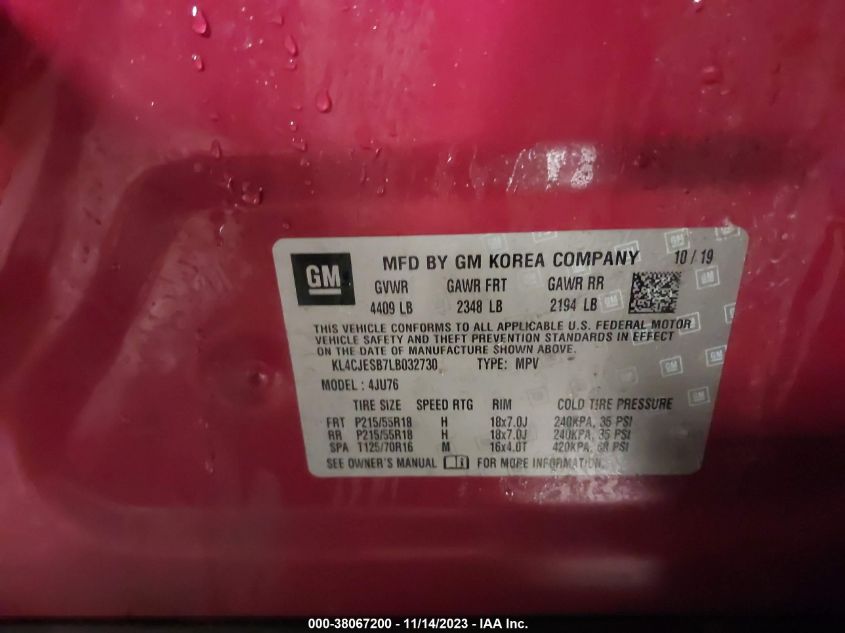 GM
MFD BY GM KOREA COMPANY 10 / 19
GVWR GAWR FRT GAWR RR
4409 LB 2348 LB 2194 LB
THIS VEHICLE CONFORMS TO ALL APPLICABLE U.S. FEDERAL MOTOR
VEHICLE SAFETY AND THEFT PREVENTION STANDARDS IN EFFECT
ON THE DATE OF MANUFACTURE SHOWN ABOVE.
KL4CJESB7LB032730 TYPE: MPV
MODEL : 4JU76
TIRE SIZE SPEED RTG RIM COLD TIRE PRESSURE
FRT P215/55R18 H 18x7.0J 240KPA, 35 PSI
RR P215/55R18 H 18x7.0J 240KPA, 35 PSI
SPA T125/70R16 M 16x4.0T 420KPA, 68 PSI
SEE OWNER'S MANUAL FOR MORE INFORMATION.
000-38067200 - 11/14/2023 - IAA Inc.